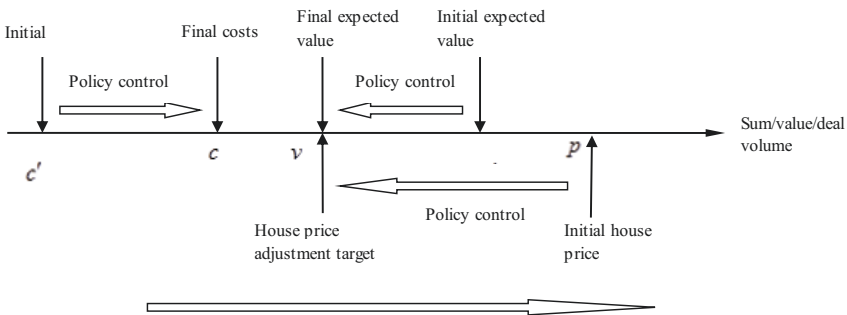 Initial
Final costs
Final expected
value
Initial expected
value
Policy control
Policy control
Sum/value/deal
volume
c'
c
v
p
Policy control
House price
adjustment target
Initial house
price